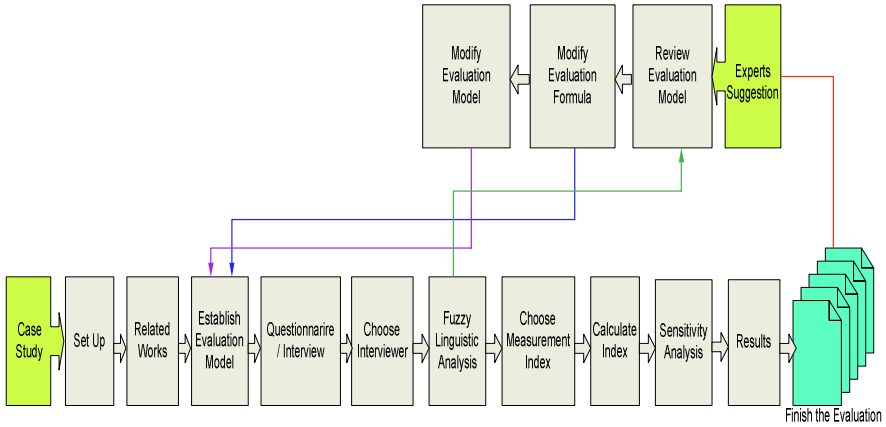 Modify
Evaluation
Model
Modify
Evaluation
Formula
Review
Evaluation
Model
Experts
Suggestion
Case
Study
Set Up
Related
Works
Establish
Evaluation
Model
Questionnarire
/ Interview
Choose
Interviewer
Fuzzy
Linguistic
Analysis
Choose
Measurement
Index
Calculate
Index
Sensitivity
Analysis
Results
Finish the Evaluation